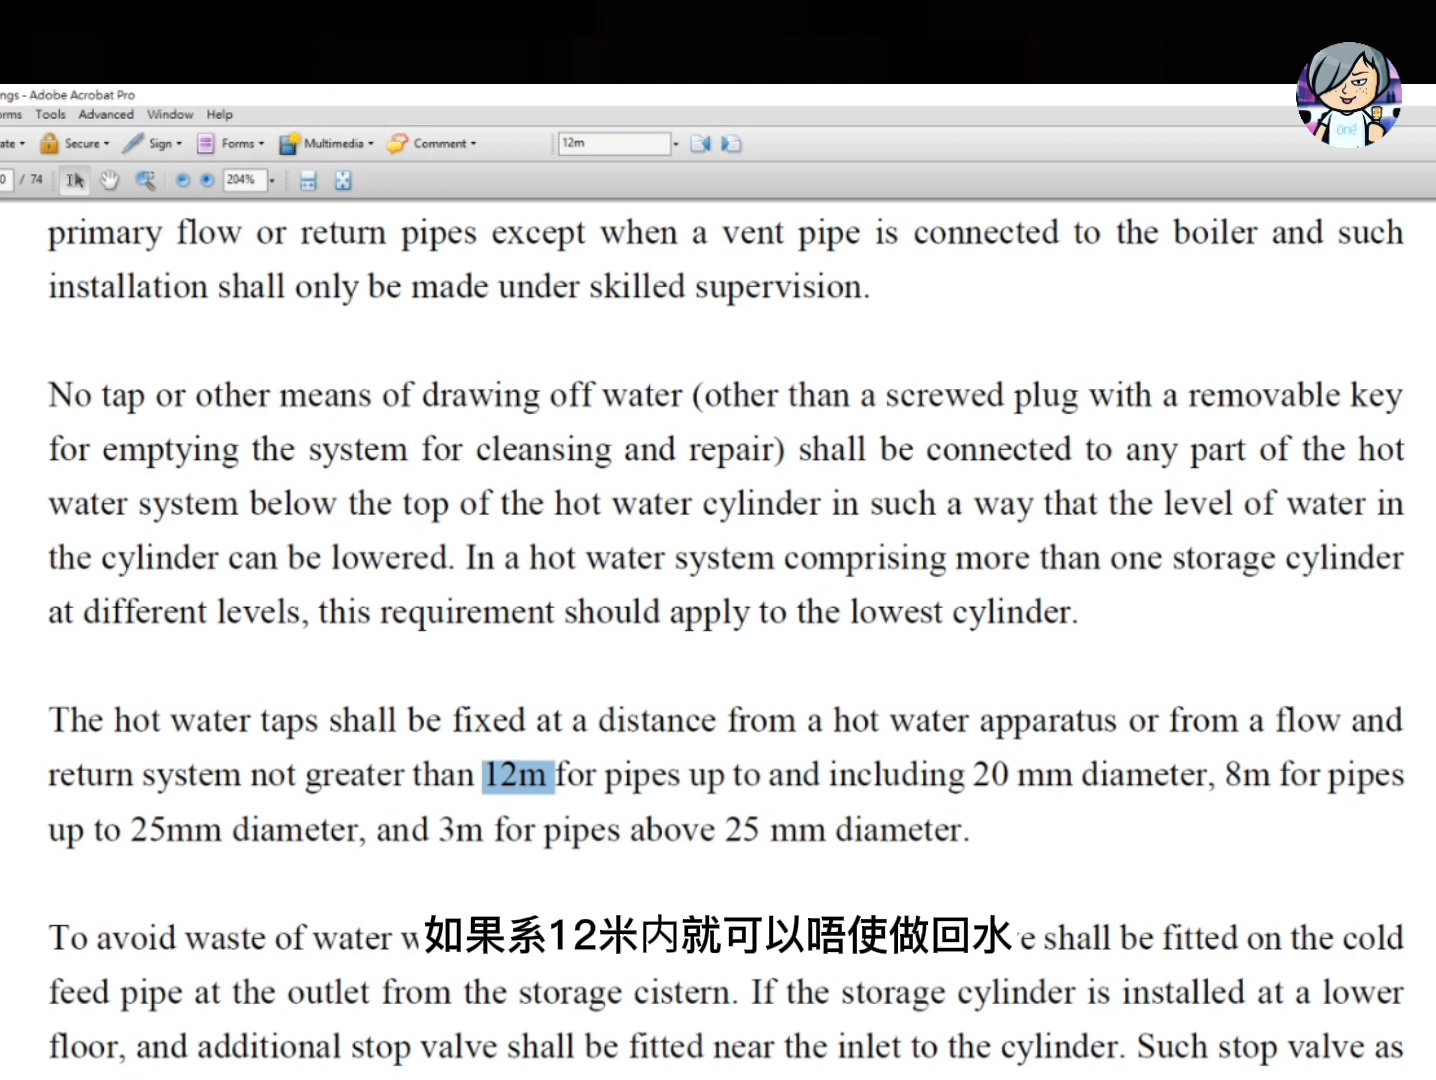 ngs - Adobe Acrobat Pro
orms Tools Advanced Window Help
ate Secure Sign Forms Multimedia Comment 12m
0 / 74 204%
one
primary flow or return pipes except when a vent pipe is connected to the boiler and such
installation shall only be made under skilled supervision.
No tap or other means of drawing off water (other than a screwed plug with a removable key
for emptying the system for cleansing and repair) shall be connected to any part of the hot
water system below the top of the hot water cylinder in such a way that the level of water in
the cylinder can be lowered. In a hot water system comprising more than one storage cylinder
at different levels, this requirement should apply to the lowest cylinder.
The hot water taps shall be fixed at a distance from a hot water apparatus or from a flow and
return system not greater than 12m for pipes up to and including 20 mm diameter, 8m for pipes
up to 25mm diameter, and 3m for pipes above 25 mm diameter.
To avoid waste of water w
如果系12米内就可以唔使做回水
e shall be fitted on the cold
feed pipe at the outlet from the storage cistern. If the storage cylinder is installed at a lower
floor, and additional stop valve shall be fitted near the inlet to the cylinder. Such stop valve as